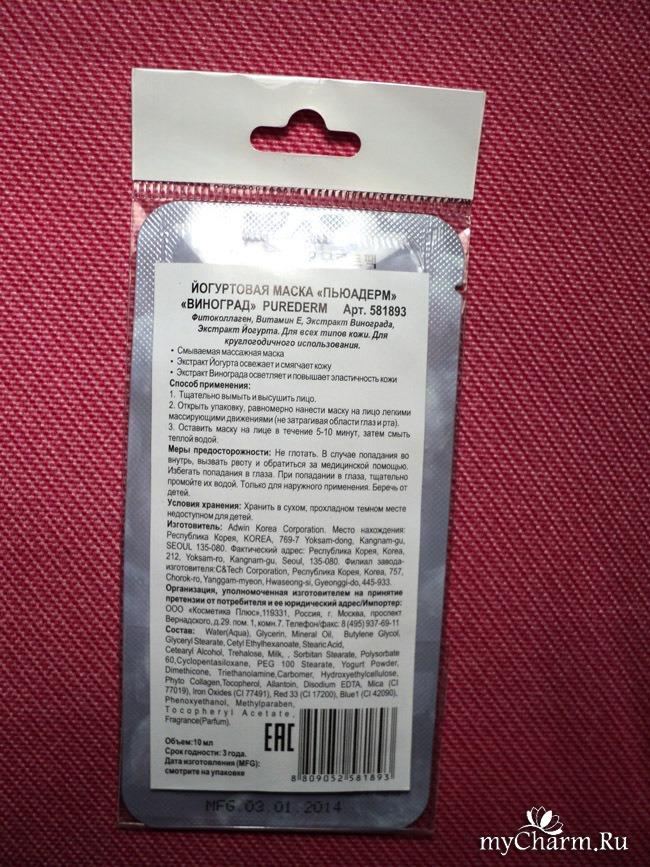 ЙОГУРТОВАЯ МАСКА «ПЬЮАДЕРМ»
«ВИНОГРАД» PUREDERM Арт. 581893
Фитоколлаген, Витамин Е, Экстракт Винограда,
Экстракт Йогурта. Для всех типов кожи. Для
круглогодичного использования.
• Смываемая массажная маска
• Экстракт Йогурта освежает и смягчает кожу
• Экстракт Винограда осветляет и повышает эластичность кожи
Способ применения:
1. Тщательно вымыть и высушить лицо.
2. Открыть упаковку, равномерно нанести маску на лицо легкими
массирующими движениями (не затрагивая области глаз и рта).
3. Оставить маску на лице в течение 5-10 минут, затем смыть
теплой водой.
Меры предосторожности: Не глотать. В случае попадания во
внутрь, вызвать рвоту и обратиться за медицинской помощью.
Избегать попадания в глаза. При попадании в глаза, тщательно
промойте их водой. Только для наружного применения. Беречь от
детей.
Условия хранения: Хранить в сухом, прохладном темном месте
недоступном для детей.
Изготовитель: Adwin Korea Corporation. Место нахождения:
Республика Корея, KOREA, 769-7 Yoksam-dong, Kangnam-gu,
SEOUL 135-080. Фактический адрес: Республика Корея, Korea,
212, Yoksam-ro, Kangnam-gu, Seoul, 135-080. Филиал завода-
изготовителя:C&Tech Corporation, Республика Корея, Korea, 757,
Chorok-ro, Yanggam-myeon, Hwaseong-si, Gyeonggi-do, 445-933.
Организация, уполномоченная изготовителем на принятие
претензии от потребителя и ее юридический адрес/Импортер:
ООО «Косметика Плюс»,119331, Россия, г. Москва, проспект
Вернадского, д.29. пом. 1, комн.7. Телефон/факс: 8 (495) 937-69-11
Состав: Water(Aqua), Glycerin, Mineral Oil, Butylene Glycol,
Glyceryl Stearate, Cetyl Ethylhexanoate, Stearic Acid,
Cetearyl Alcohol, Trehalose, Milk, , Sorbitan Stearate, Polysorbate
60,Cyclopentasiloxane, PEG 100 Stearate, Yogurt Powder,
Dimethicone, Triethanolamine,Carbomer, Hydroxyethylcellulose,
Phyto Collagen,Tocopherol, Allantoin, Disodium EDTA, Mica (CI
77019), Iron Oxides (CI 77491), Red 33 (CI 17200), Blue1 (CI 42090),
Phenoxyethanol, Methylparaben,
Tocopheryl Acetate,
Fragrance(Parfum).
Объем:10 мл
Срок годности: 3 года.
Дата изготовления (MFG):
смотрите на упаковке
EAC
8 809052 581893
MFG.03.01.2014
myCharm.Ru